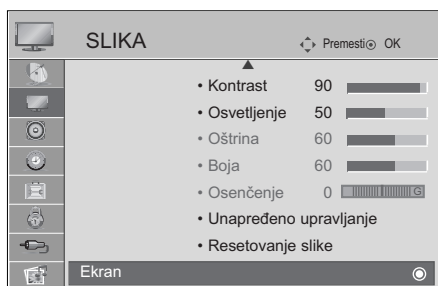 SLIKA Premesti OK
• Kontrast 90
• Osvetljenje 50
• Oštrina 60
• Boja 60
• Osenčenje 0 G
• Unapređeno upravljanje
• Resetovanje slike
Ekran